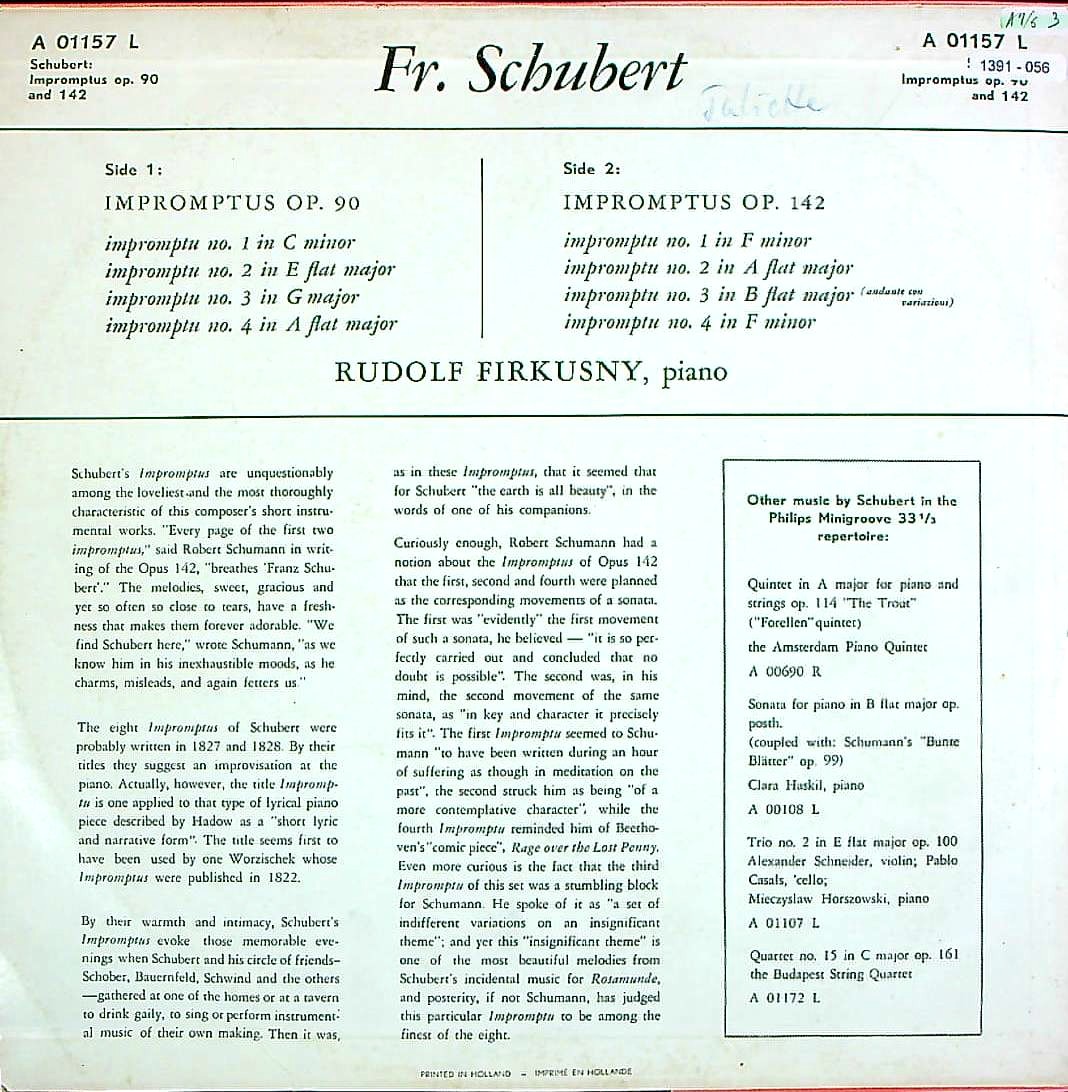 A 01157 L
Schubert:
Impromptus op. 90
and 142
Fr. Schubert
A 01157 L
1391-056
Impromptus op.
and 142
Side 1:
IMPROMPTUS OP. 90
impromptu no. 1 in C minor
impromptu no. 2 in E flat major
impromptu no. 3 in G major
impromptu no. 4 in A flat major
Side 2:
IMPROMPTUS OP. 142
impromptu no. 1 in F minor
impromptu no. 2 in A flat major
impromptu no. 3 in B flat major (andante con
variazioni)
impromptu no. 4 in F minor
RUDOLF FIRKUSNY, piano
Schubert's Impromptus are unquestionably
among the loveliest and the most thoroughly
characteristic of this composer's short instru-
mental works. "Every page of the first two
impromptus," said Robert Schumann in writ-
ing of the Opus 142, "breathes 'Franz Schu-
bert'." The melodies, sweet, gracious and
yet so often so close to tears, have a fresh-
ness that makes them forever adorable. "We
find Schubert here," wrote Schumann, "as we
know him in his inexhaustible moods, as he
charms, misleads, and again fetters us."
The eight Impromptus of Schubert were
probably written in 1827 and 1828. By their
titles they suggest an improvisation at the
piano. Actually, however, the title Impromp-
tu is one applied to that type of lyrical piano
piece described by Hadow as a "short lyric
and narrative form". The title seems first to
have been used by one Worzischek whose
Impromptus were published in 1822.
By their warmth and intimacy, Schubert's
Impromptus evoke those memorable eve-
nings when Schubert and his circle of friends-
Schober, Bauernfeld, Schwind and the others
—gathered at one of the homes or at a tavern
to drink gaily, to sing or perform instrument-
al music of their own making. Then it was,
as in these Impromptus, that it seemed that
for Schubert "the earth is all beauty", in the
words of one of his companions.
Curiously enough, Robert Schumann had a
notion about the Impromptus of Opus 142
that the first, second and fourth were planned
as the corresponding movements of a sonata.
The first was "evidently" the first movement
of such a sonata, he believed — "it is so per-
fectly carried out and concluded that no
doubt is possible". The second was, in his
mind, the second movement of the same
sonata, as "in key and character it precisely
fits it". The first Impromptu seemed to Schu-
mann "to have been written during an hour
of suffering as though in meditation on the
past", the second struck him as being "of a
more contemplative character", while the
fourth Impromptu reminded him of Beetho-
ven's "comic piece", Rage over the Lost Penny.
Even more curious is the fact that the third
Impromptu of this set was a stumbling block
for Schumann. He spoke of it as "a set of
indifferent variations on an insignificant
theme"; and yet this "insignificant theme" is
one of the most beautiful melodies from
Schubert's incidental music for Rosamunde,
and posterity, if not Schumann, has judged
this particular Impromptu to be among the
finest of the eight.
Other music by Schubert in the
Philips Minigroove 33 1/3
repertoire:
Quintet in A major for piano and
strings op. 114 "The Trout"
("Forellen" quintet)
the Amsterdam Piano Quintet
A 00690 R
Sonata for piano in B flat major op.
posth.
(coupled with: Schumann's "Bunte
Blätter" op. 99)
Clara Haskil, piano
A 00108 L
Trio no. 2 in E flat major op. 100
Alexander Schneider, violin; Pablo
Casals, 'cello;
Mieczyslaw Horszowski, piano
A 01107 L
Quartet no. 15 in C major op. 161
the Budapest String Quartet
A 01172 L
PRINTED IN HOLLAND – IMPRIMÉ EN HOLLANDE